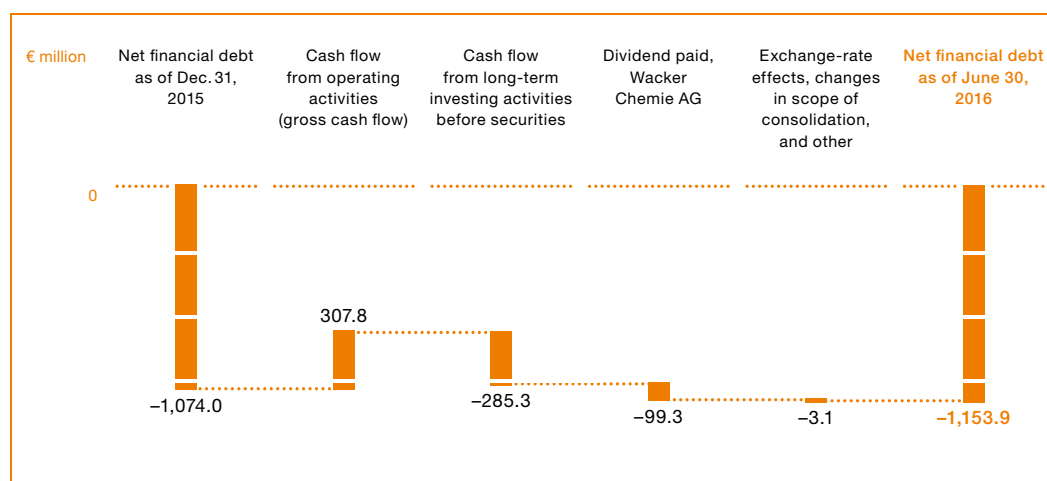 € million
Net financial debt
as of Dec. 31,
2015
Cash flow
from operating
activities
(gross cash flow)
Cash flow
from long-term
investing activities
before securities
Dividend paid,
Wacker
Chemie AG
Exchange-rate
effects, changes
in scope of
consolidation,
and other
Net financial debt
as of June 30,
2016
0
307.8
–1,074.0
–285.3
–99.3
–3.1
–1,153.9